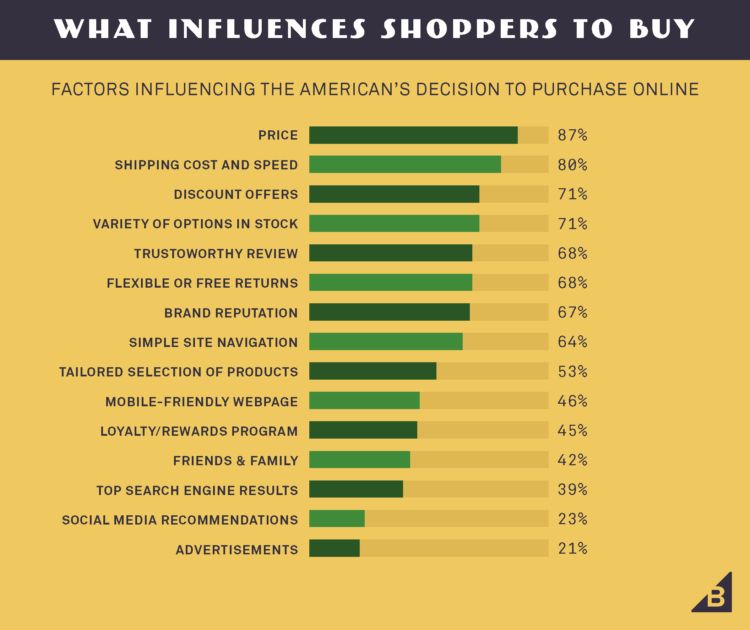 WHAT INFLUENCES SHOPPERS TO BUY
FACTORS INFLUENCING THE AMERICAN'S DECISION TO PURCHASE ONLINE
PRICE 87%
SHIPPING COST AND SPEED 80%
DISCOUNT OFFERS 71%
VARIETY OF OPTIONS IN STOCK 71%
TRUSTOWORTHY REVIEW 68%
FLEXIBLE OR FREE RETURNS 68%
BRAND REPUTATION 67%
SIMPLE SITE NAVIGATION 64%
TAILORED SELECTION OF PRODUCTS 53%
MOBILE-FRIENDLY WEBPAGE 46%
LOYALTY/REWARDS PROGRAM 45%
FRIENDS & FAMILY 42%
TOP SEARCH ENGINE RESULTS 39%
SOCIAL MEDIA RECOMMENDATIONS 23%
ADVERTISEMENTS 21%
B